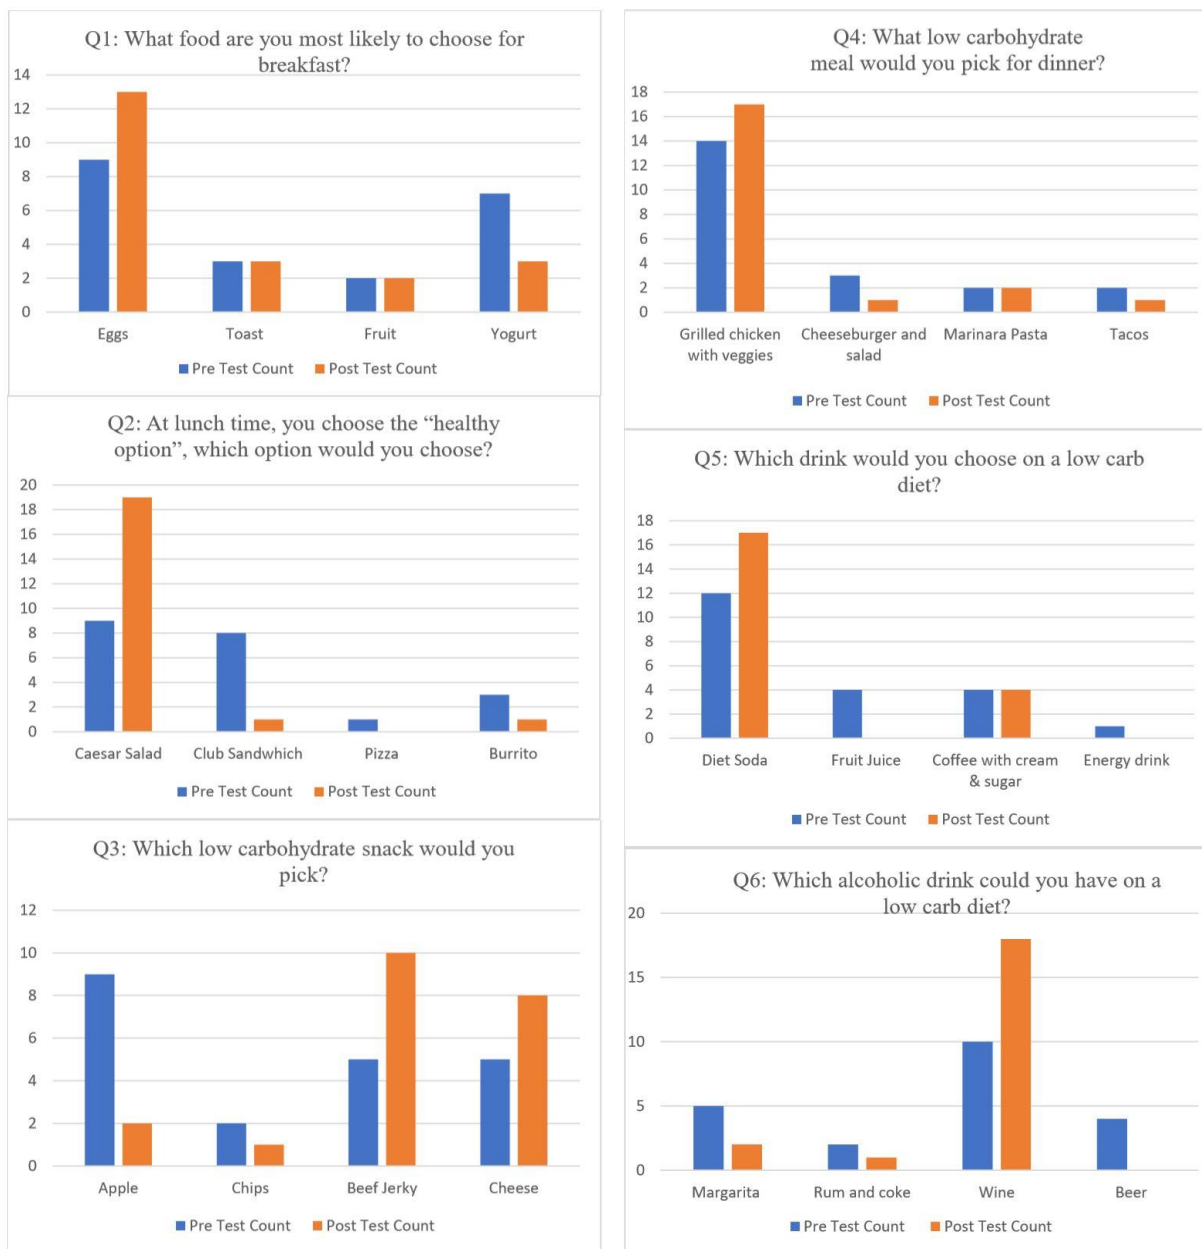 Q1: What food are you most likely to choose for
breakfast?
14
12
10
8
6
4
2
0
Eggs
Toast
Fruit
Yogurt
Pre Test Count
Post Test Count
Q2: At lunch time, you choose the “healthy
option”, which option would you choose?
20
18
16
14
12
10
8
6
4
2
0
Caesar Salad
Club Sandwhich
Pizza
Burrito
Pre Test Count
Post Test Count
Q3: Which low carbohydrate snack would you
pick?
12
10
8
6
4
2
0
Apple
Chips
Beef Jerky
Cheese
Pre Test Count
Post Test Count
Q4: What low carbohydrate
meal would you pick for dinner?
18
16
14
12
10
8
6
4
2
0
Grilled chicken
with veggies
Cheeseburger and
salad
Marinara Pasta
Tacos
Pre Test Count
Post Test Count
Q5: Which drink would you choose on a low carb
diet?
18
16
14
12
10
8
6
4
2
0
Diet Soda
Fruit Juice
Coffee with cream
& sugar
Energy drink
Pre Test Count
Post Test Count
Q6: Which alcoholic drink could you have on a
low carb diet?
20
15
10
5
0
Margarita
Rum and coke
Wine
Beer
Pre Test Count
Post Test Count